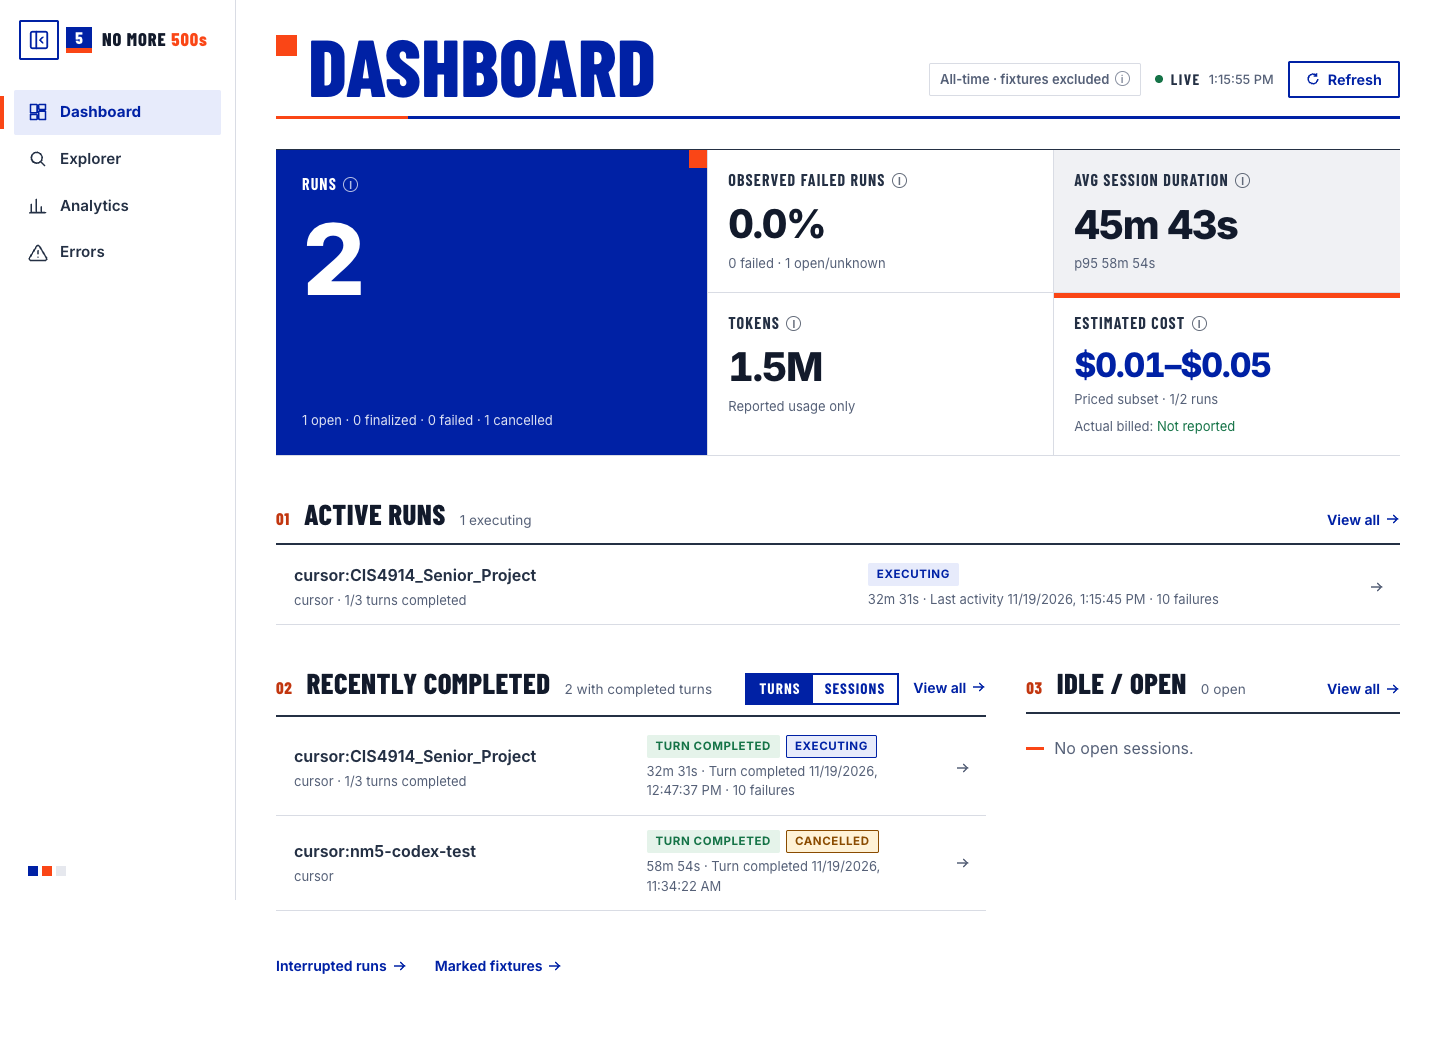 5 NO MORE 500s
Dashboard
Explorer
Analytics
Errors
DASHBOARD
All-time · fixtures excluded
LIVE 1:15:55 PM
Refresh
RUNS
2
1 open · 0 finalized · 0 failed · 1 cancelled
OBSERVED FAILED RUNS
0.0%
0 failed · 1 open/unknown
AVG SESSION DURATION
45m 43s
p95 58m 54s
TOKENS
1.5M
Reported usage only
ESTIMATED COST
$0.01–$0.05
Priced subset · 1/2 runs
Actual billed: Not reported
01 ACTIVE RUNS 1 executing
View all →
cursor:CIS4914_Senior_Project
cursor · 1/3 turns completed
EXECUTING
32m 31s · Last activity 11/19/2026, 1:15:45 PM · 10 failures
→
02 RECENTLY COMPLETED 2 with completed turns
TURNS SESSIONS
View all →
cursor:CIS4914_Senior_Project
cursor · 1/3 turns completed
TURN COMPLETED EXECUTING
32m 31s · Turn completed 11/19/2026,
12:47:37 PM · 10 failures
→
cursor:nm5-codex-test
cursor
TURN COMPLETED CANCELLED
58m 54s · Turn completed 11/19/2026,
11:34:22 AM
→
03 IDLE / OPEN 0 open
View all →
No open sessions.
Interrupted runs →
Marked fixtures →